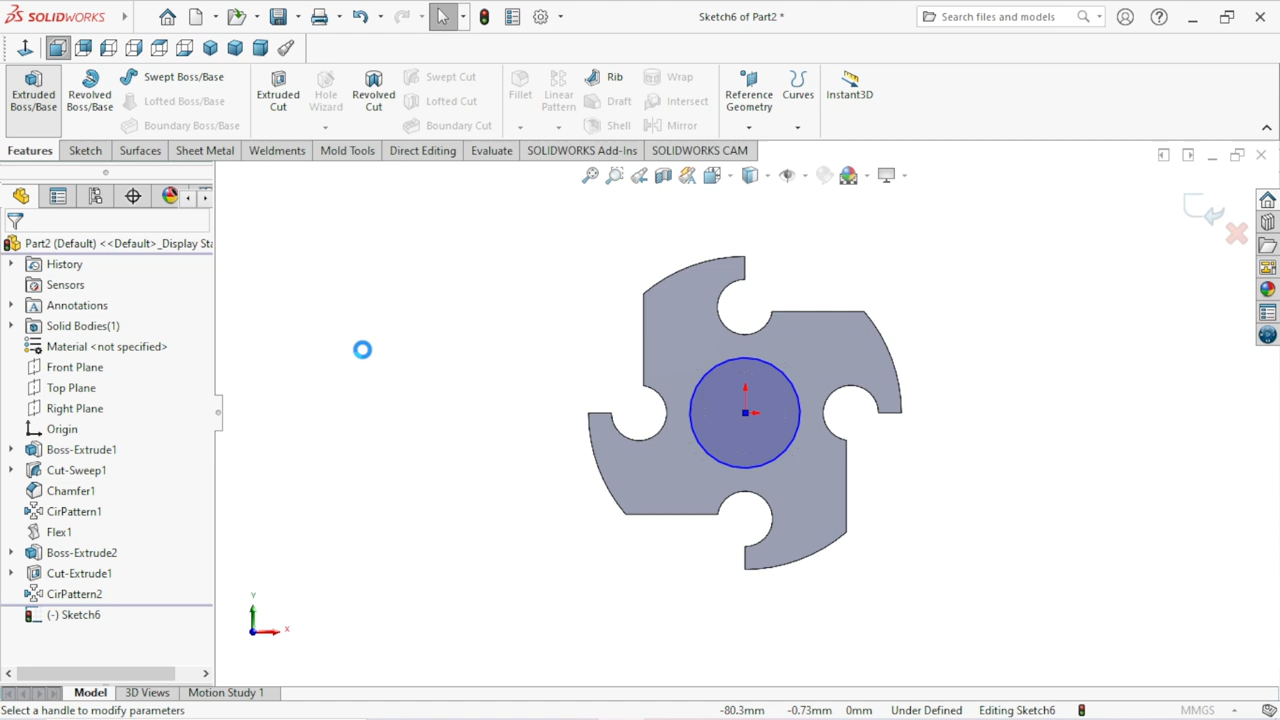 SOLIDWORKS
Sketch6 of Part2 *
Search files and models
Extruded Boss/Base
Revolved Boss/Base
Swept Boss/Base
Lofted Boss/Base
Boundary Boss/Base
Extruded Cut
Hole Wizard
Revolved Cut
Swept Cut
Lofted Cut
Boundary Cut
Fillet
Linear Pattern
Rib
Draft
Shell
Wrap
Intersect
Mirror
Reference Geometry
Curves
Instant3D
Features
Sketch
Surfaces
Sheet Metal
Weldments
Mold Tools
Direct Editing
Evaluate
SOLIDWORKS Add-Ins
SOLIDWORKS CAM
Part2 (Default) <<Default>_Display Sta
History
Sensors
Annotations
Solid Bodies(1)
Material <not specified>
Front Plane
Top Plane
Right Plane
Origin
Boss-Extrude1
Cut-Sweep1
Chamfer1
CirPattern1
Flex1
Boss-Extrude2
Cut-Extrude1
CirPattern2
(-) Sketch6
Y
X
Model
3D Views
Motion Study 1
Select a handle to modify parameters
-80.3mm
-0.73mm
0mm
Under Defined
Editing Sketch6
MMGS